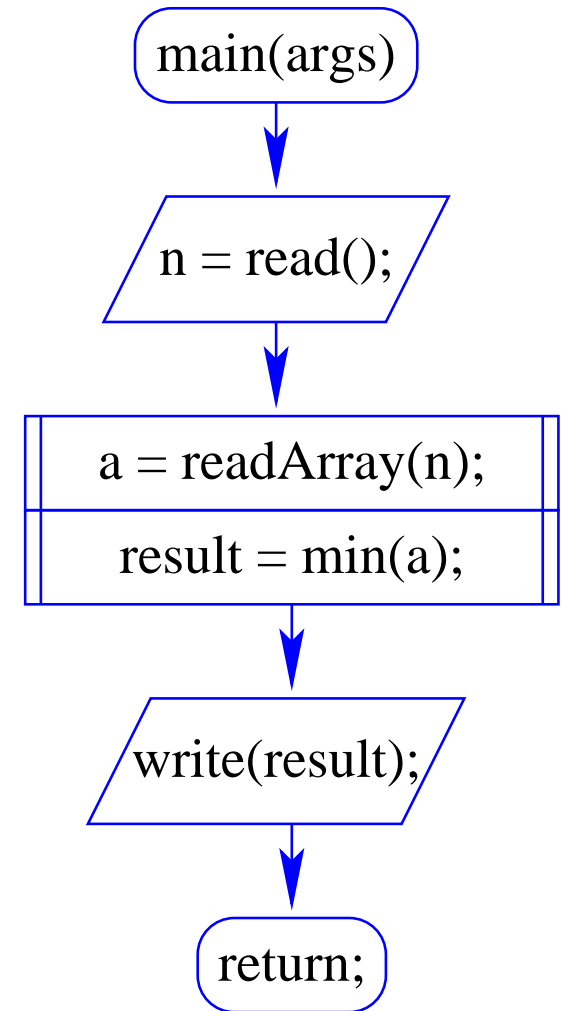 main(args)
n = read();
a = readArray(n);
result = min(a);
write(result);
return;